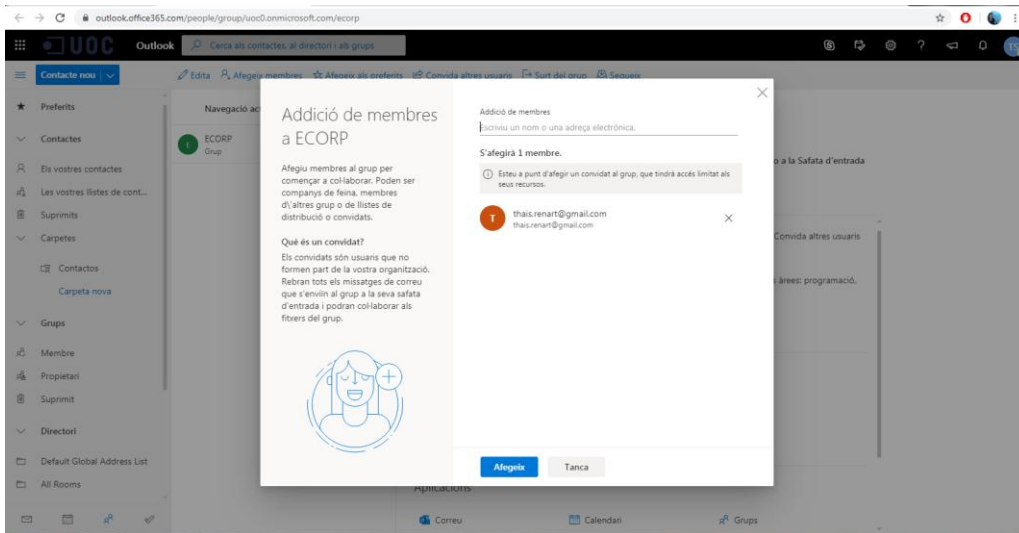 outlook.office365.com/people/group/uoc0.onmicrosoft.com/ecorp
UOC
Outlook
Cerca als contactes, al directori i als grups
TS
Contacte nou
Edita
Afegeix membres
Afegeix als preferits
Convida altres usuaris
Surt del grup
Segueix
Preferits
Contactes
Els vostres contactes
Les vostres llistes de cont...
Suprimits
Carpetes
Contactos
Carpeta nova
Grups
Membre
Propietari
Suprimit
Directori
Default Global Address List
All Rooms
Navegació
ECORP
Grup
Addició de membres
a ECORP
Afegiu membres al grup per
començar a col·laborar. Poden ser
companys de feina, membres
d\'altres grup o de llistes de
distribució o convidats.
Què és un convidat?
Els convidats són usuaris que no
formen part de la vostra organització.
Rebran tots els missatges de correu
que s'enviïn al grup a la seva safata
d'entrada i podran col·laborar als
fitxers del grup.
Addició de membres
Escriviu un nom o una adreça electrònica.
S'afegirà 1 membre.
Esteu a punt d'afegir un convidat al grup, que tindrà accés limitat als
seus recursos.
T
thais.renart@gmail.com
thais.renart@gmail.com
Afegeix
Tanca
o a la Safata d'entrada
Convida altres usuaris
àrees: programació.
Aplicacions
Correu
Calendari
Grups